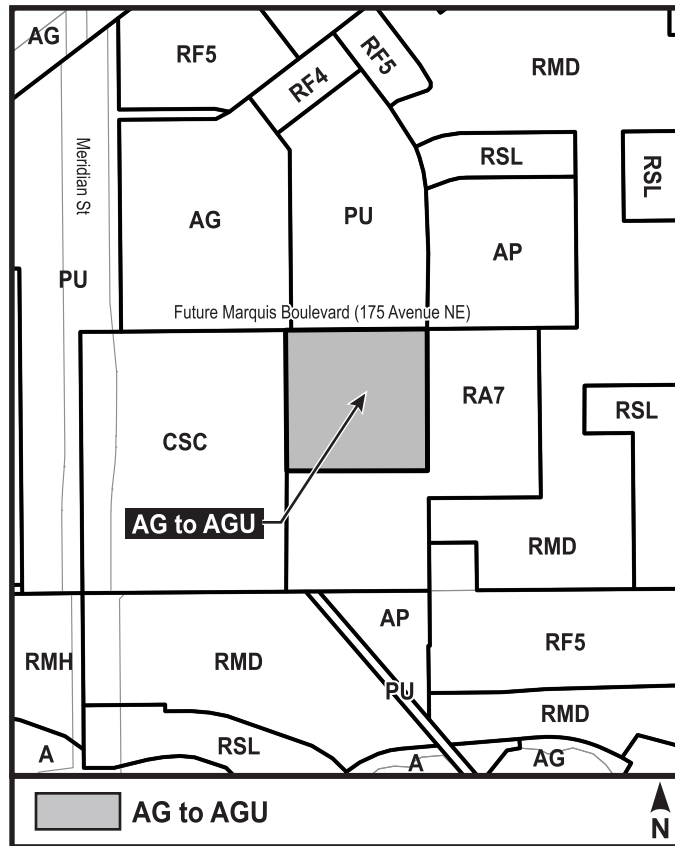 AG
RF5
RF4
RF5
RMD
Meridian St
AG
PU
RSL
RSL
AP
PU
Future Marquis Boulevard (175 Avenue NE)
CSC
RA7
RSL
AG to AGU
RMD
AP
RF5
RMH
RMD
PU
RMD
A
RSL
A
AG
AG to AGU
N